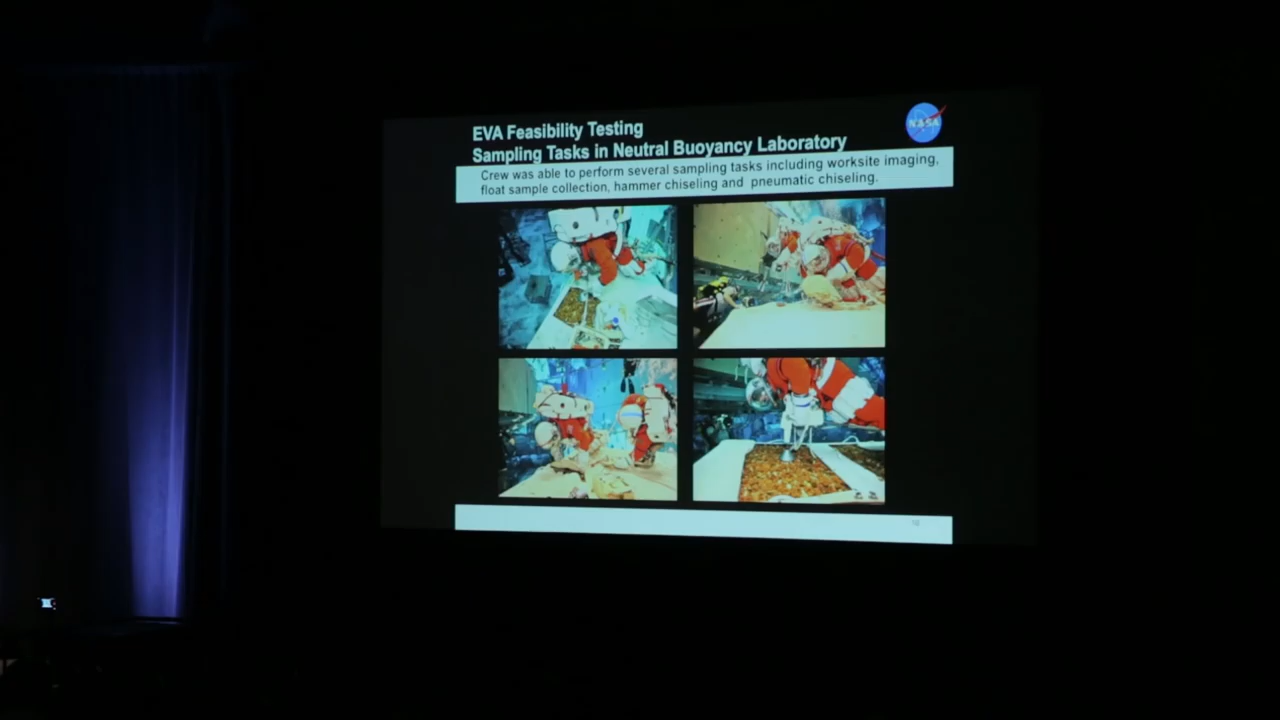 EVA Feasibility Testing
Sampling Tasks in Neutral Buoyancy Laboratory
NASA
Crew was able to perform several sampling tasks including worksite imaging,
float sample collection, hammer chiseling and pneumatic chiseling.